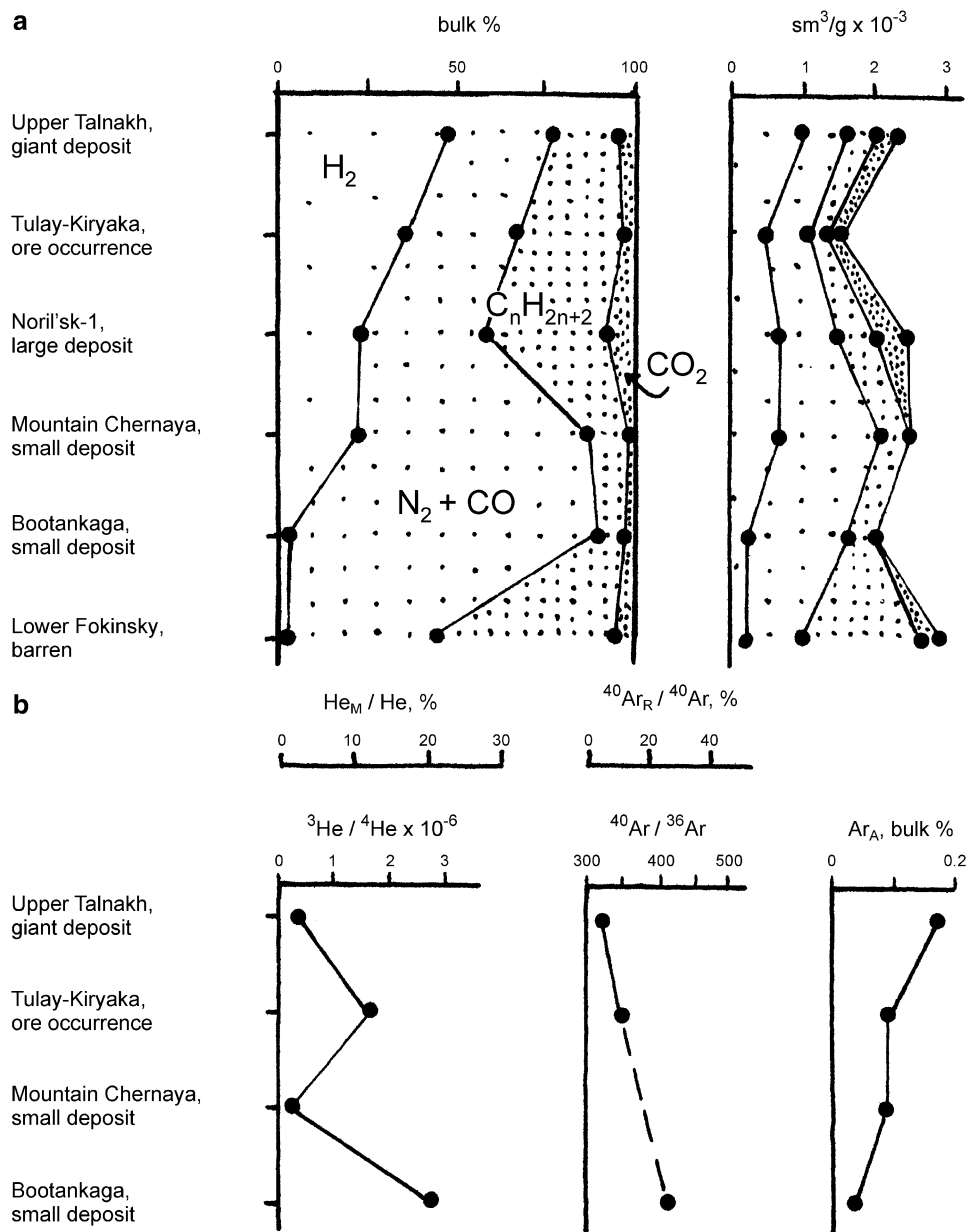 a
bulk %
sm³/g x 10⁻³
0 50 100
0 1 2 3
Upper Talnakh,
giant deposit
H₂
Tulay-Kiryaka,
ore occurrence
Noril'sk-1,
large deposit
CₙH₂ₙ₊₂
CO₂
Mountain Chernaya,
small deposit
N₂ + CO
Bootankaga,
small deposit
Lower Fokinsky,
barren
b
He_M / He, %
⁴⁰Ar_R / ⁴⁰Ar, %
0 10 20 30
0 20 40
³He / ⁴He x 10⁻⁶
⁴⁰Ar / ³⁶Ar
Ar_A, bulk %
0 1 2 3
300 400 500
0 0.2
Upper Talnakh,
giant deposit
Tulay-Kiryaka,
ore occurrence
Mountain Chernaya,
small deposit
Bootankaga,
small deposit